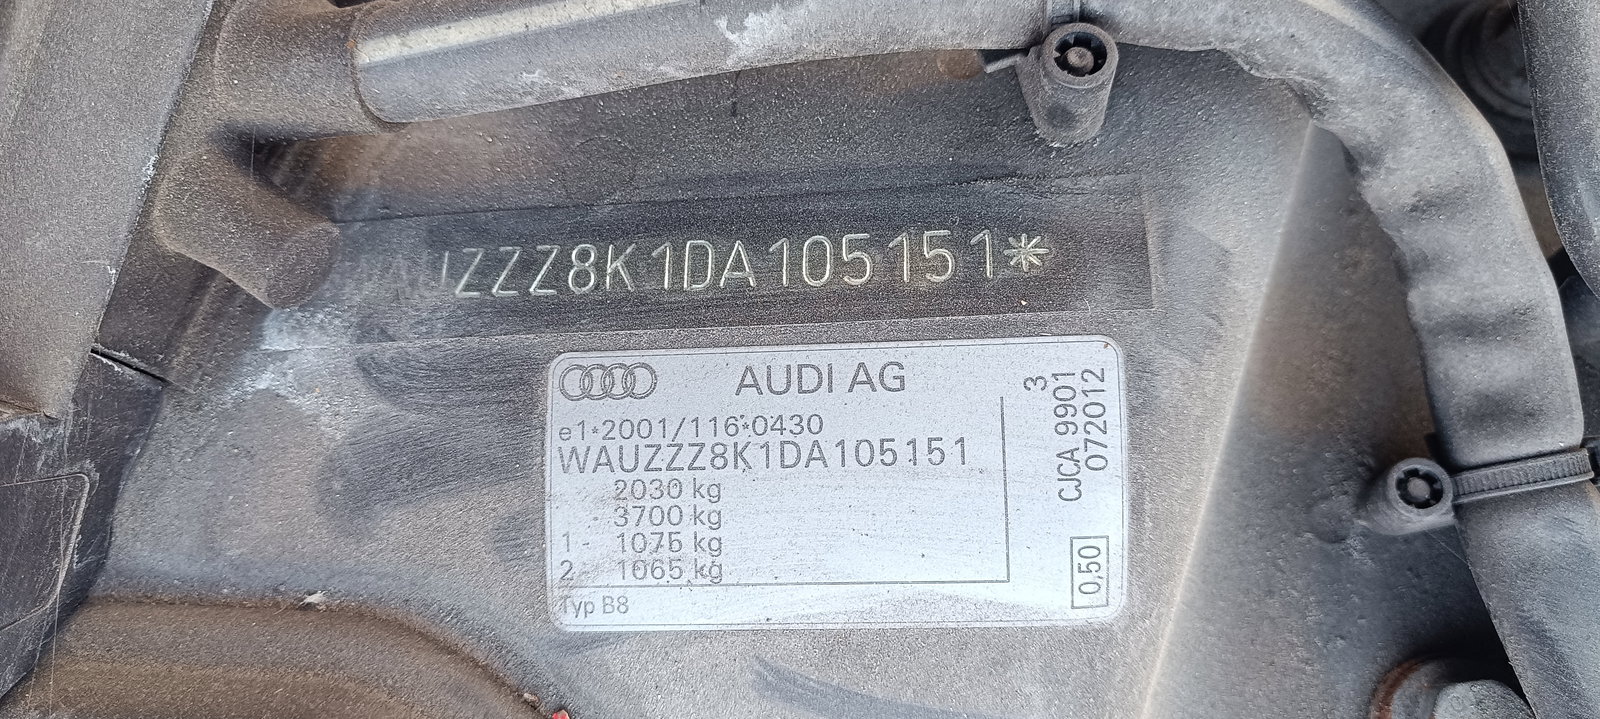 WAUZZZ8K1DA105151*
AUDI AG
e1*2001/116*0430
WAUZZZ8K1DA105151
2030 kg
3700 kg
1 - 1075 kg
2 - 1065 kg
Typ B8
3
CJCA 9901
072012
0,50